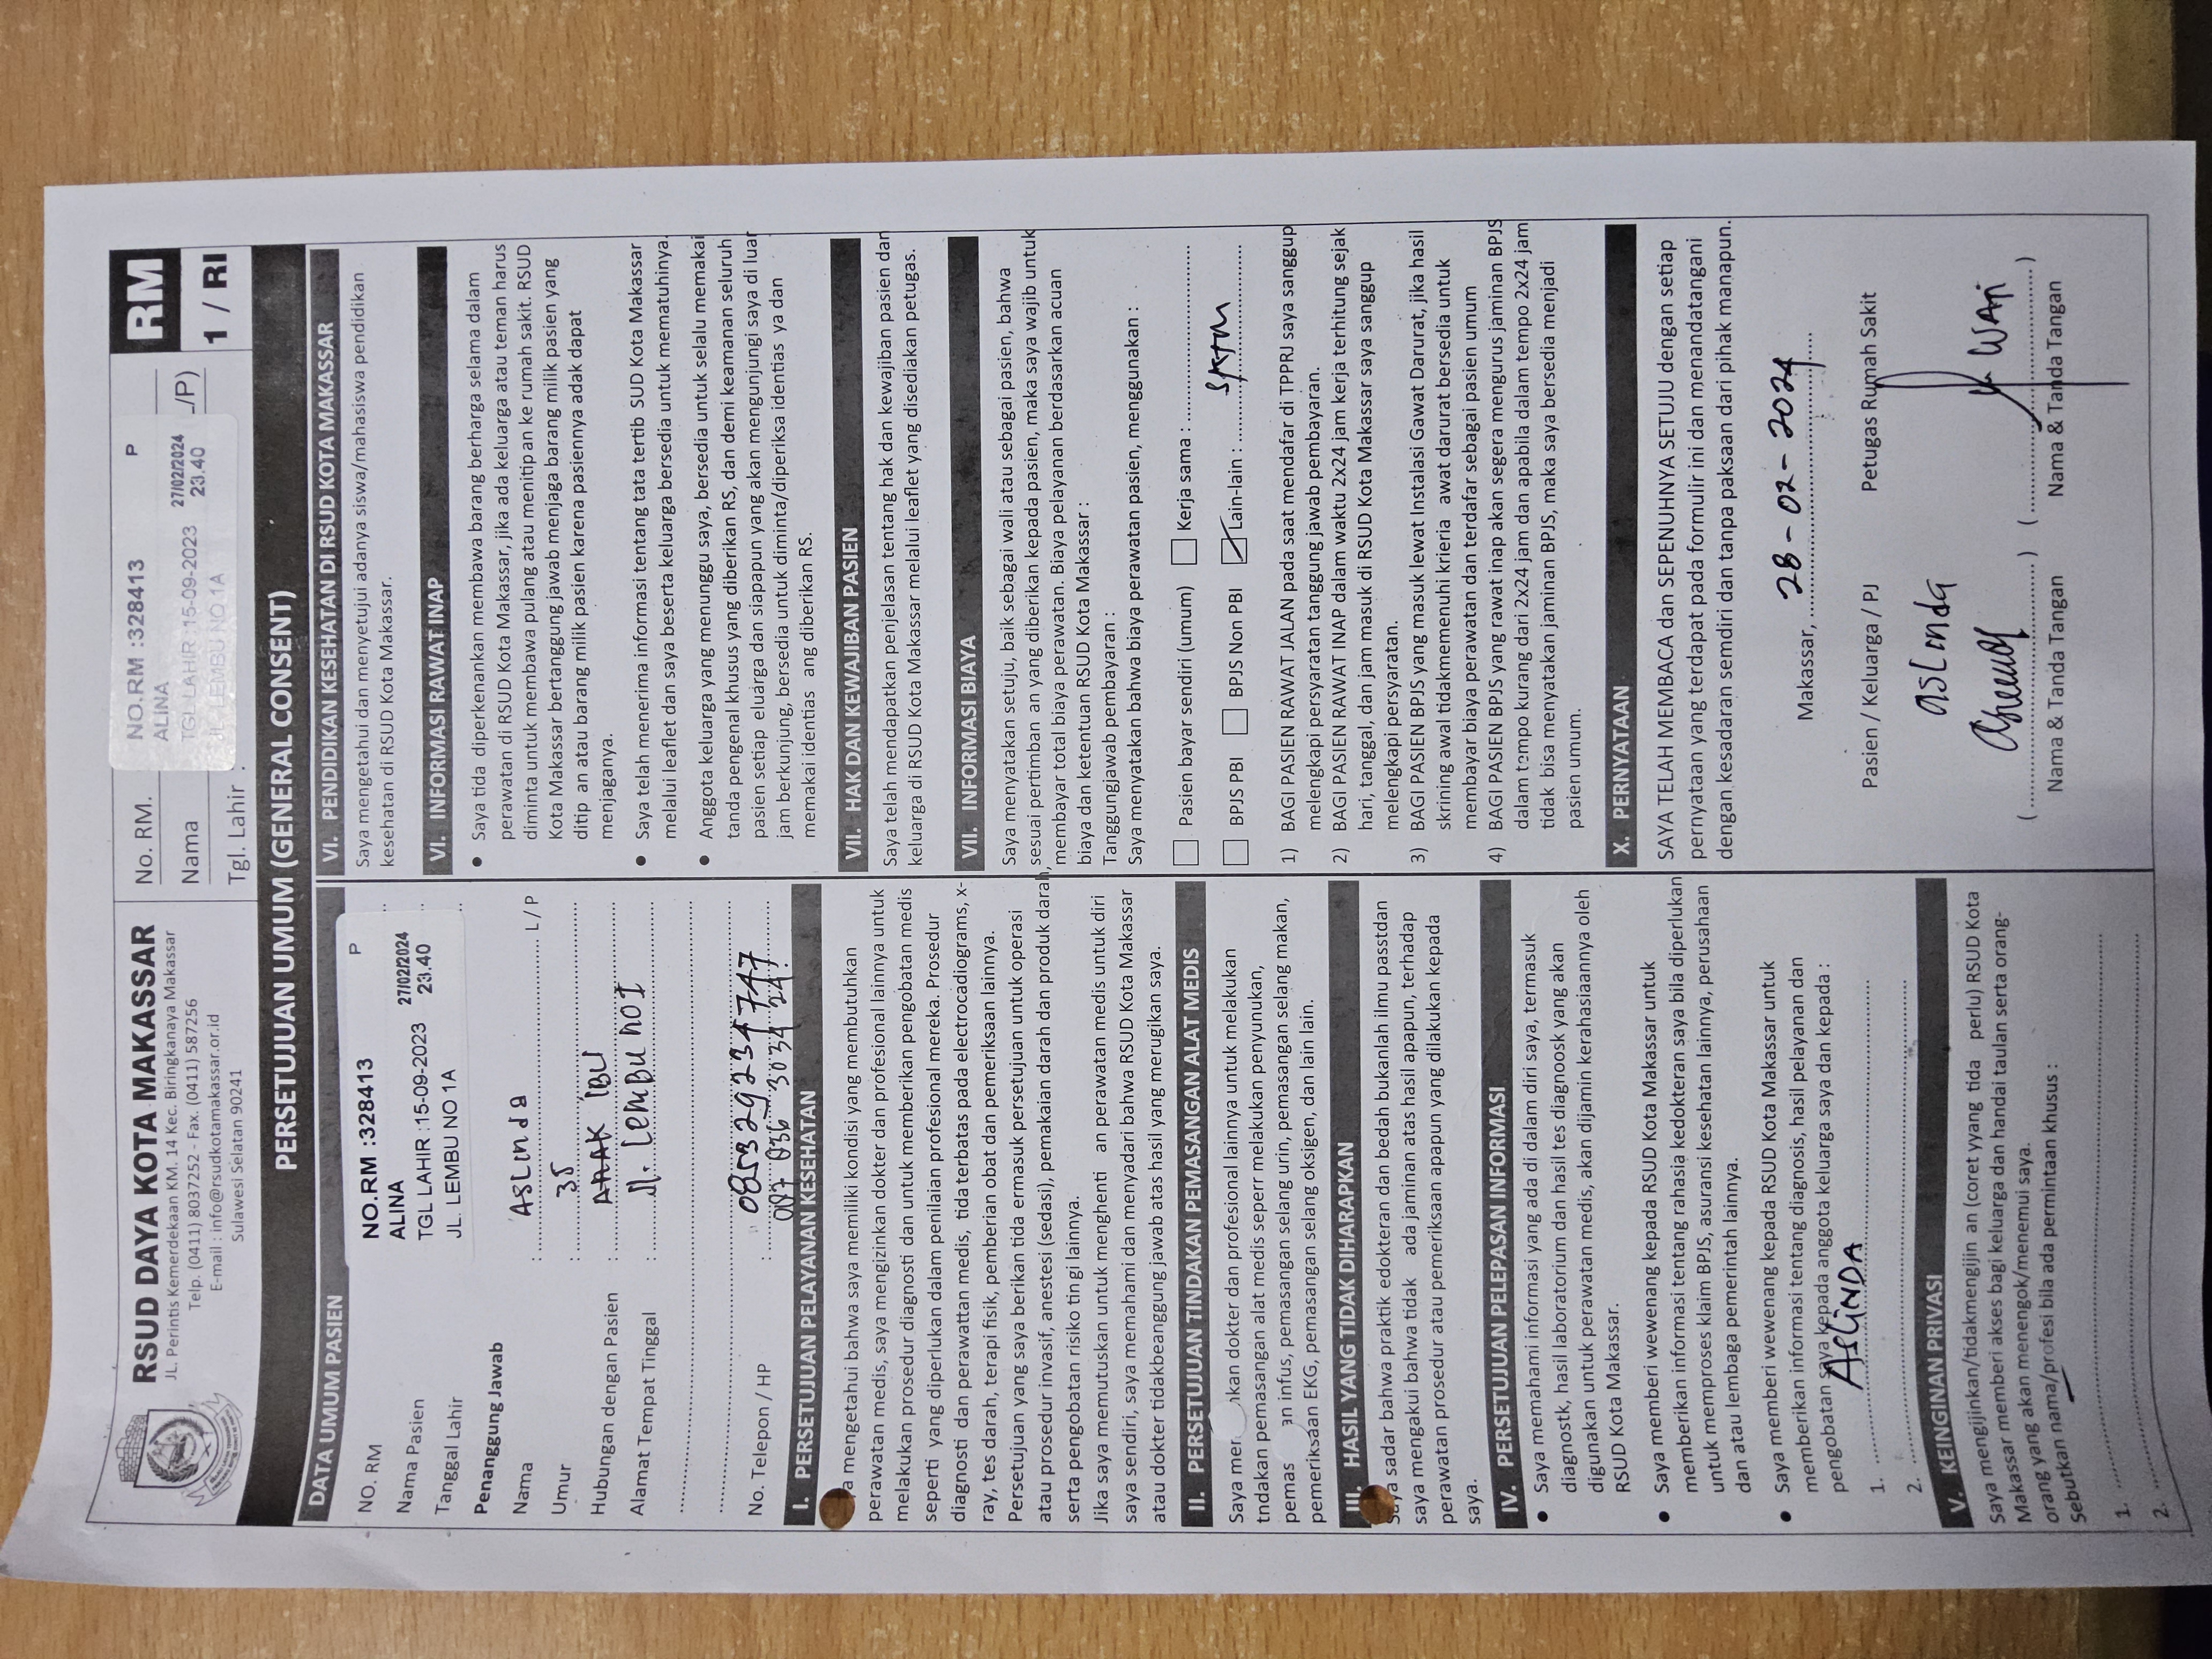 RSUD DAYA KOTA MAKASSAR
JL. Perintis Kemerdekaan KM. 14 Kec. Biringkanaya Makassar
Telp. (0411) 8037252 - Fax. (0411) 587256
E-mail : info@rsudkotamakassar.or.id
Sulawesi Selatan 90241
No. RM.
Nama
Tgl. Lahir :
NO.RM :328413 P
ALINA
TGL LAHIR :15-09-2023 27/02/2024
23.40
JL. LEMBU NO 1A
/P)
RM
1 / RI
PERSETUJUAN UMUM (GENERAL CONSENT)
DATA UMUM PASIEN
NO. RM
Nama Pasien
Tanggal Lahir
NO.RM :328413 P
ALINA
27/02/2024
TGL LAHIR :15-09-2023 23.40
JL. LEMBU NO 1A
Penanggung Jawab
Nama : Aslinda L / P
Umur : 35
Hubungan dengan Pasien : ANAK IBU
Alamat Tempat Tinggal : Jl. Lembu no I
No. Telepon / HP : 085329234747
087 836 3034 24
I. PERSETUJUAN PELAYANAN KESEHATAN
a mengetahui bahwa saya memiliki kondisi yang membutuhkan
perawatan medis, saya mengizinkan dokter dan profesional lainnya untuk
melakukan prosedur diagnosti dan untuk memberikan pengobatan medis
seperti yang diperlukan dalam penilaian profesional mereka. Prosedur
diagnosti dan perawattan medis, tida terbatas pada electrocadiograms, x-
ray, tes darah, terapi fisik, pemberian obat dan pemeriksaan lainnya.
Persetujuan yang saya berikan tida ermasuk persetujuan untuk operasi
atau prosedur invasif, anestesi (sedasi), pemakaian darah dan produk darah,
serta pengobatan risiko tin gi lainnya.
Jika saya memutuskan untuk menghenti an perawatan medis untuk diri
saya sendiri, saya memahami dan menyadari bahwa RSUD Kota Makassar
atau dokter tidakbeanggung jawab atas hasil yang merugikan saya.
II. PERSETUJUAN TINDAKAN PEMASANGAN ALAT MEDIS
Saya men nkan dokter dan profesional lainnya untuk melakukan
tndakan pemasangan alat medis seperr melakukan penyunukan,
pemas an infus, pemasangan selang urin, pemasangan selang makan,
pemeriksaan EKG, pemasangan selang oksigen, dan lain lain.
III. HASIL YANG TIDAK DIHARAPKAN
Saya sadar bahwa praktik edokteran dan bedah bukanlah ilmu passtdan
saya mengakui bahwa tidak ada jaminan atas hasil apapun, terhadap
perawatan prosedur atau pemeriksaan apapun yang dilakukan kepada
saya.
IV. PERSETUJUAN PELEPASAN INFORMASI
● Saya memahami informasi yang ada di dalam diri saya, termasuk
diagnostk, hasil laboratorium dan hasil tes diagnoosk yang akan
digunakan untuk perawatan medis, akan dijamin kerahasiaannya oleh
RSUD Kota Makassar.
● Saya memberi wewenang kepada RSUD Kota Makassar untuk
memberikan informasi tentang rahasia kedokteran saya bila diperlukan
untuk memproses klaim BPJS, asuransi kesehatan lainnya, perusahaan
dan atau lembaga pemerintah lainnya.
● Saya memberi wewenang kepada RSUD Kota Makassar untuk
memberikan informasi tentang diagnosis, hasil pelayanan dan
pengobatan saya kepada anggota keluarga saya dan kepada :
1. ASLINDA
2.
V. KEINGINAN PRIVASI
Saya mengijinkan/tidakmengijin an (coret yyang tida perlu) RSUD Kota
Makassar memberi akses bagi keluarga dan handai taulan serta orang-
orang yang akan menengok/menemui saya.
Sebutkan nama/profesi bila ada permintaan khusus :
1.
2.
VI. PENDIDIKAN KESEHATAN DI RSUD KOTA MAKASSAR
Saya mengetahui dan menyetujui adanya siswa/mahasiswa pendidikan
kesehatan di RSUD Kota Makassar.
VI. INFORMASI RAWAT INAP
● Saya tida diperkenankan membawa barang berharga selama dalam
perawatan di RSUD Kota Makassar, jika ada keluarga atau teman harus
diminta untuk membawa pulang atau menitip an ke rumah sakit. RSUD
Kota Makassar bertanggung jawab menjaga barang milik pasien yang
ditip an atau barang milik pasien karena pasiennya adak dapat
menjaganya.
● Saya telah menerima informasi tentang tata tertib SUD Kota Makassar
melalui leaflet dan saya beserta keluarga bersedia untuk mematuhinya.
● Anggota keluarga yang menunggu saya, bersedia untuk selalu memakai
tanda pengenal khusus yang diberikan RS, dan demi keamanan seluruh
pasien setiap eluarga dan siapapun yang akan mengunjungi saya di luar
jam berkunjung, bersedia untuk diminta/diperiksa identias ya dan
memakai identias ang diberikan RS.
VII. HAK DAN KEWAJIBAN PASIEN
Saya telah mendapatkan penjelasan tentang hak dan kewajiban pasien dan
keluarga di RSUD Kota Makassar melalui leaflet yang disediakan petugas.
VII. INFORMASI BIAYA
Saya menyatakan setuju, baik sebagai wali atau sebagai pasien, bahwa
sesuai pertimban an yang diberikan kepada pasien, maka saya wajib untuk
membayar total biaya perawatan. Biaya pelayanan berdasarkan acuan
biaya dan ketentuan RSUD Kota Makassar :
Tanggungjawab pembayaran :
Saya menyatakan bahwa biaya perawatan pasien, menggunakan :
Pasien bayar sendiri (umum) Kerja sama :
BPJS PBI BPJS Non PBI Lain-lain : SKTM
1) BAGI PASIEN RAWAT JALAN pada saat mendafar di TPPRJ saya sanggup
melengkapi persyaratan tanggung jawab pembayaran.
2) BAGI PASIEN RAWAT INAP dalam waktu 2x24 jam kerja terhitung sejak
hari, tanggal, dan jam masuk di RSUD Kota Makassar saya sanggup
melengkapi persyaratan.
3) BAGI PASIEN BPJS yang masuk lewat Instalasi Gawat Darurat, jika hasil
skrining awal tidakmemenuhi krieria awat darurat bersedia untuk
membayar biaya perawatan dan terdafar sebagai pasien umum
4) BAGI PASIEN BPJS yang rawat inap akan segera mengurus jaminan BPJS
dalam tempo kurang dari 2x24 jam dan apabila dalam tempo 2x24 jam
tidak bisa menyatakan jaminan BPJS, maka saya bersedia menjadi
pasien umum.
X. PERNYATAAN
SAYA TELAH MEMBACA dan SEPENUHNYA SETUJU dengan setiap
pernyataan yang terdapat pada formulir ini dan menandatangani
dengan kesadaran semdiri dan tanpa paksaan dari pihak manapun.
Makassar, 28-02-2024
Pasien / Keluarga / PJ Petugas Rumah Sakit
aslinda
WATI
Nama & Tanda Tangan Nama & Tanda Tangan